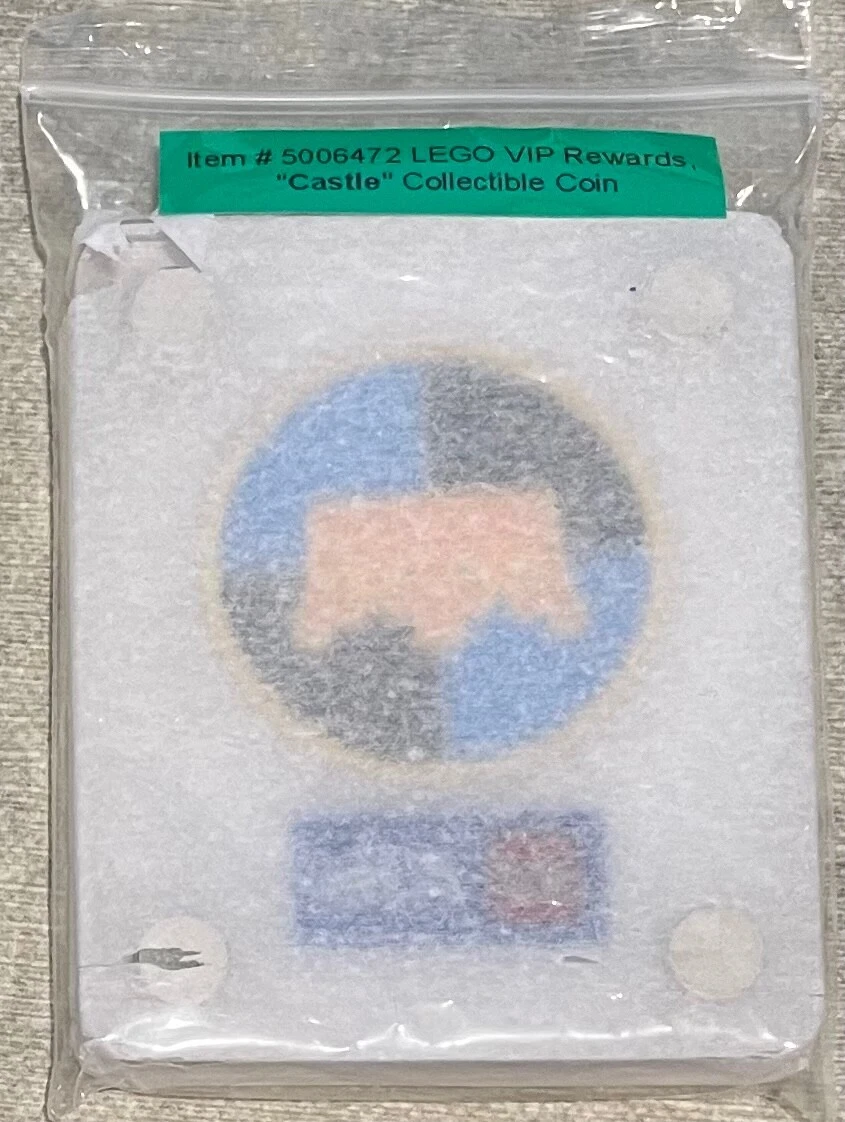 Item # 5006472 LEGO VIP Rewards,
"Castle" Collectible Coin